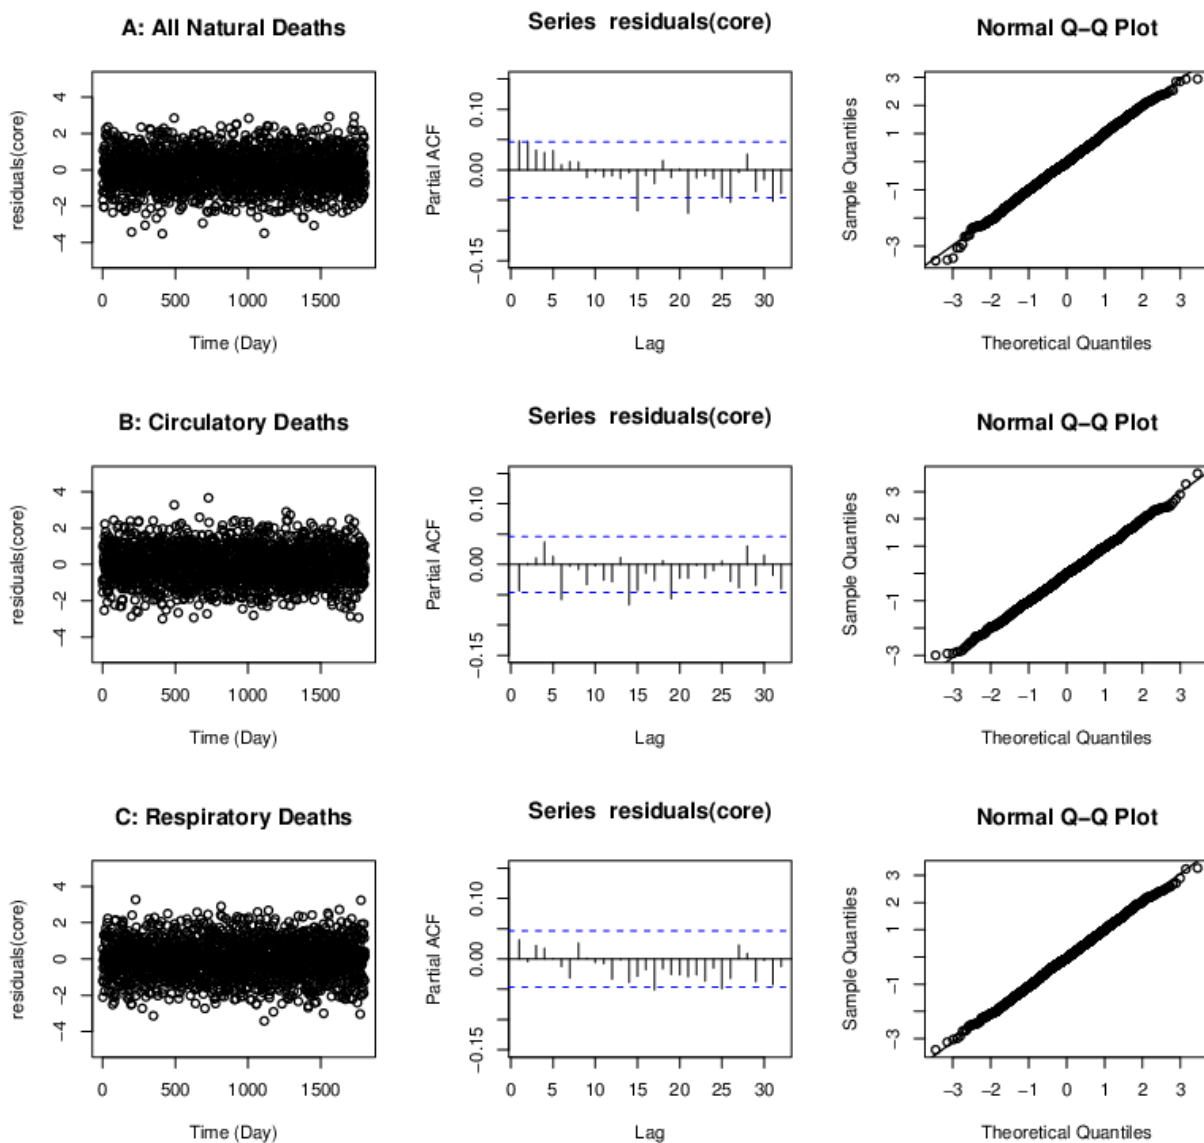 A: All Natural Deaths
residuals(core)
4
2
0
−2
−4
0 500 1000 1500
Time (Day)
Series residuals(core)
Partial ACF
0.10
0.00
−0.15
0 5 10 15 20 25 30
Lag
Normal Q−Q Plot
Sample Quantiles
3
2
1
−1
−3
−3 −2 −1 0 1 2 3
Theoretical Quantiles
B: Circulatory Deaths
residuals(core)
4
2
0
−2
−4
0 500 1000 1500
Time (Day)
Series residuals(core)
Partial ACF
0.10
0.00
−0.15
0 5 10 15 20 25 30
Lag
Normal Q−Q Plot
Sample Quantiles
3
2
1
−1
−3
−3 −2 −1 0 1 2 3
Theoretical Quantiles
C: Respiratory Deaths
residuals(core)
4
2
0
−2
−4
0 500 1000 1500
Time (Day)
Series residuals(core)
Partial ACF
0.10
0.00
−0.15
0 5 10 15 20 25 30
Lag
Normal Q−Q Plot
Sample Quantiles
3
2
1
−1
−3
−3 −2 −1 0 1 2 3
Theoretical Quantiles